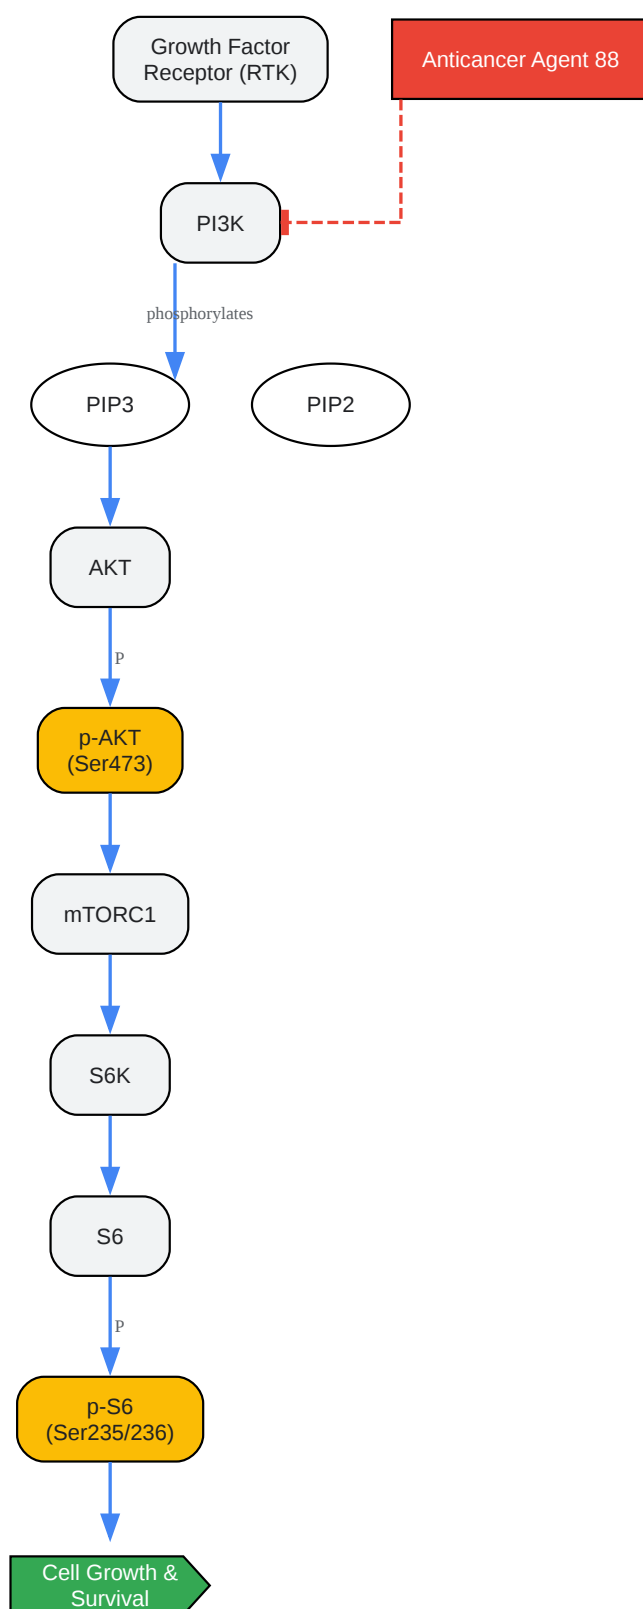 Growth Factor
Receptor (RTK)
Anticancer Agent 88
PI3K
phosphorylates
PIP3
PIP2
AKT
P
p-AKT
(Ser473)
mTORC1
S6K
S6
P
p-S6
(Ser235/236)
Cell Growth &
Survival